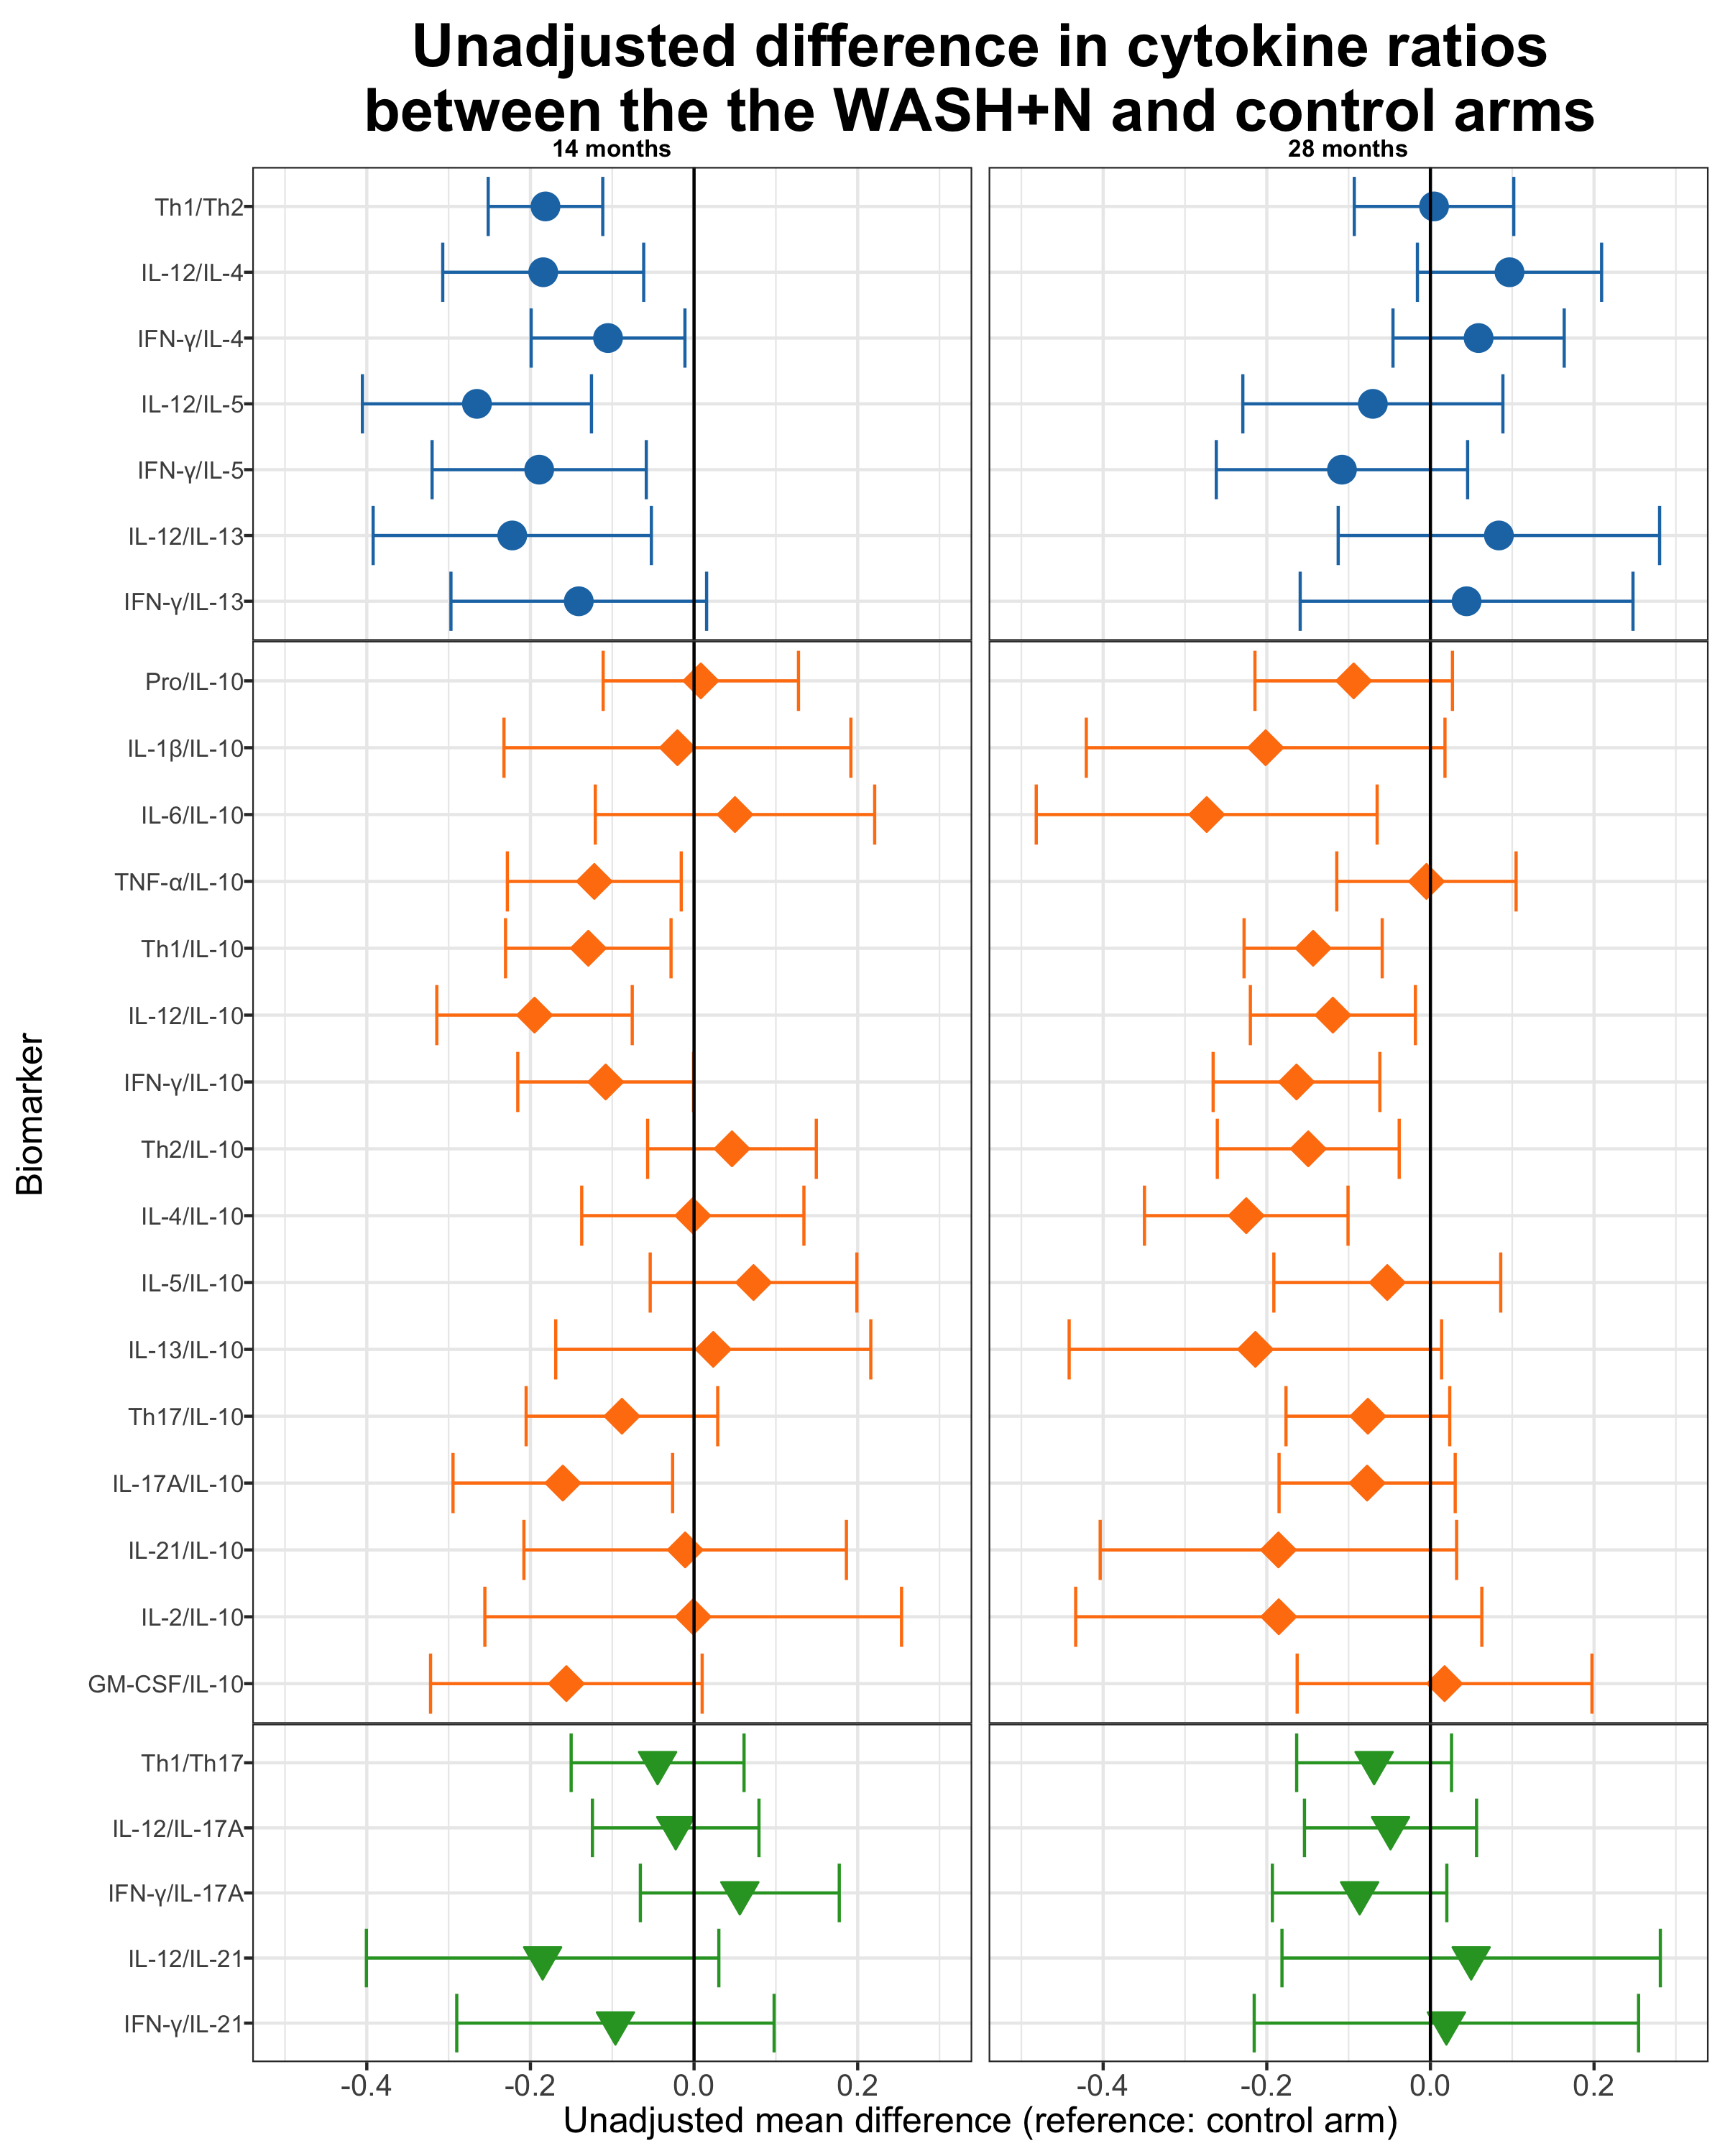 Unadjusted difference in cytokine ratios
between the the WASH+N and control arms
14 months
28 months
Biomarker
Th1/Th2
IL-12/IL-4
IFN-γ/IL-4
IL-12/IL-5
IFN-γ/IL-5
IL-12/IL-13
IFN-γ/IL-13
Pro/IL-10
IL-1β/IL-10
IL-6/IL-10
TNF-α/IL-10
Th1/IL-10
IL-12/IL-10
IFN-γ/IL-10
Th2/IL-10
IL-4/IL-10
IL-5/IL-10
IL-13/IL-10
Th17/IL-10
IL-17A/IL-10
IL-21/IL-10
IL-2/IL-10
GM-CSF/IL-10
Th1/Th17
IL-12/IL-17A
IFN-γ/IL-17A
IL-12/IL-21
IFN-γ/IL-21
-0.4 -0.2 0.0 0.2 -0.4 -0.2 0.0 0.2
Unadjusted mean difference (reference: control arm)